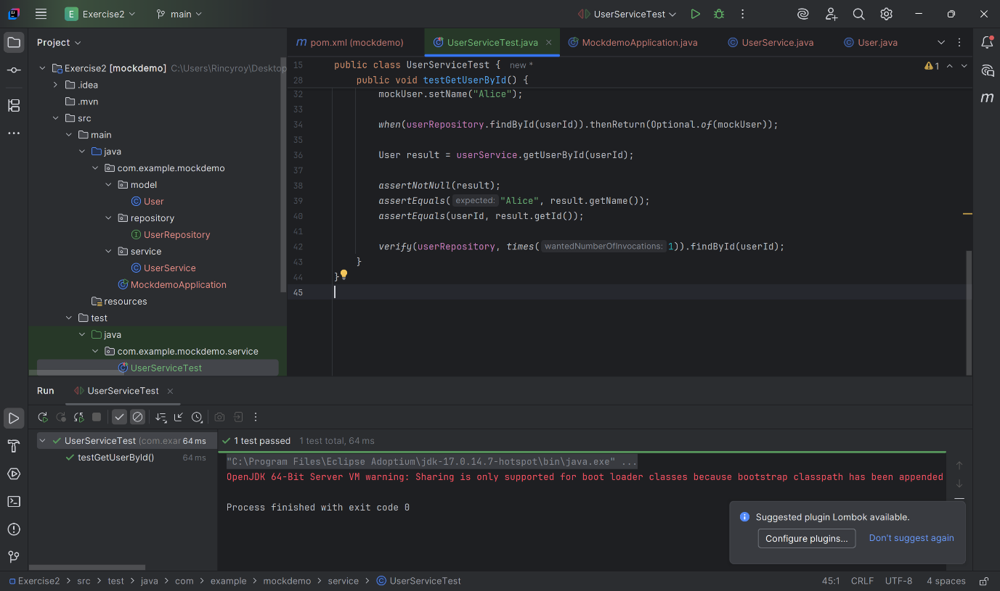 E Exercise2 main UserServiceTest
Project
m pom.xml (mockdemo) UserServiceTest.java MockdemoApplication.java UserService.java User.java
Exercise2 [mockdemo] C:\Users\Rincyroy\Desktop
.idea
.mvn
src
main
java
com.example.mockdemo
model
User
repository
UserRepository
service
UserService
MockdemoApplication
resources
test
java
com.example.mockdemo.service
UserServiceTest
15 public class UserServiceTest { new *
28 public void testGetUserById() {
32 mockUser.setName("Alice");
33
34 when(userRepository.findById(userId)).thenReturn(Optional.of(mockUser));
35
36 User result = userService.getUserById(userId);
37
38 assertNotNull(result);
39 assertEquals( expected: "Alice", result.getName());
40 assertEquals(userId, result.getId());
41
42 verify(userRepository, times( wantedNumberOfInvocations: 1)).findById(userId);
43 }
44 }
45
1
m
Run UserServiceTest
UserServiceTest (com.exar 64 ms
testGetUserById() 64 ms
1 test passed 1 test total, 64 ms
"C:\Program Files\Eclipse Adoptium\jdk-17.0.14.7-hotspot\bin\java.exe" ...
OpenJDK 64-Bit Server VM warning: Sharing is only supported for boot loader classes because bootstrap classpath has been appended
Process finished with exit code 0
Suggested plugin Lombok available.
Configure plugins... Don't suggest again
Exercise2 > src > test > java > com > example > mockdemo > service > UserServiceTest
45:1 CRLF UTF-8 4 spaces